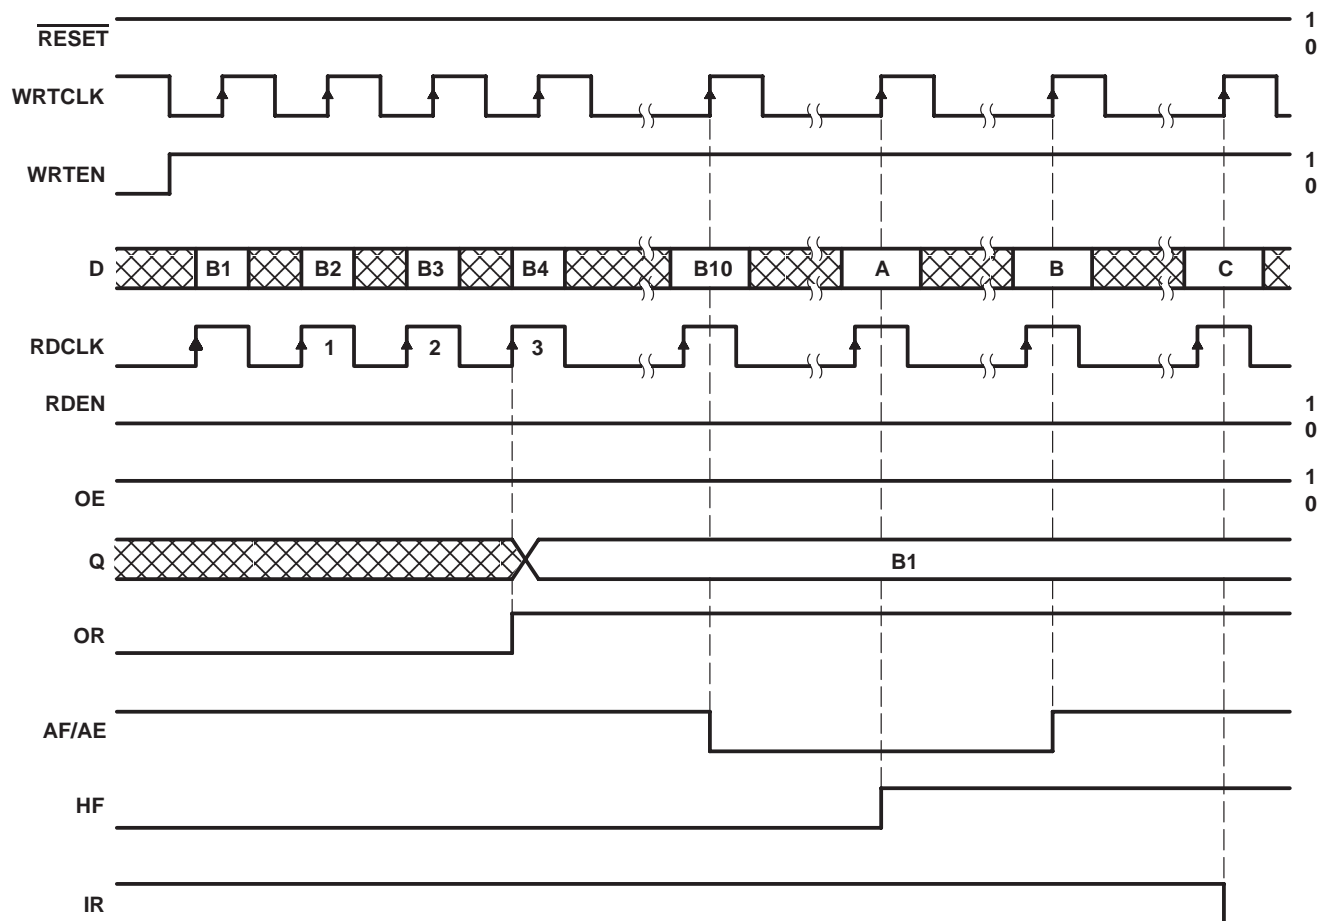 1
RESET
0
WRTCLK
1
WRTEN
0
D
B1
B2
B3
B4
B10
A
B
C
RDCLK
1
2
3
RDEN
1
0
1
OE
0
Q
B1
OR
AF/AE
HF
IR